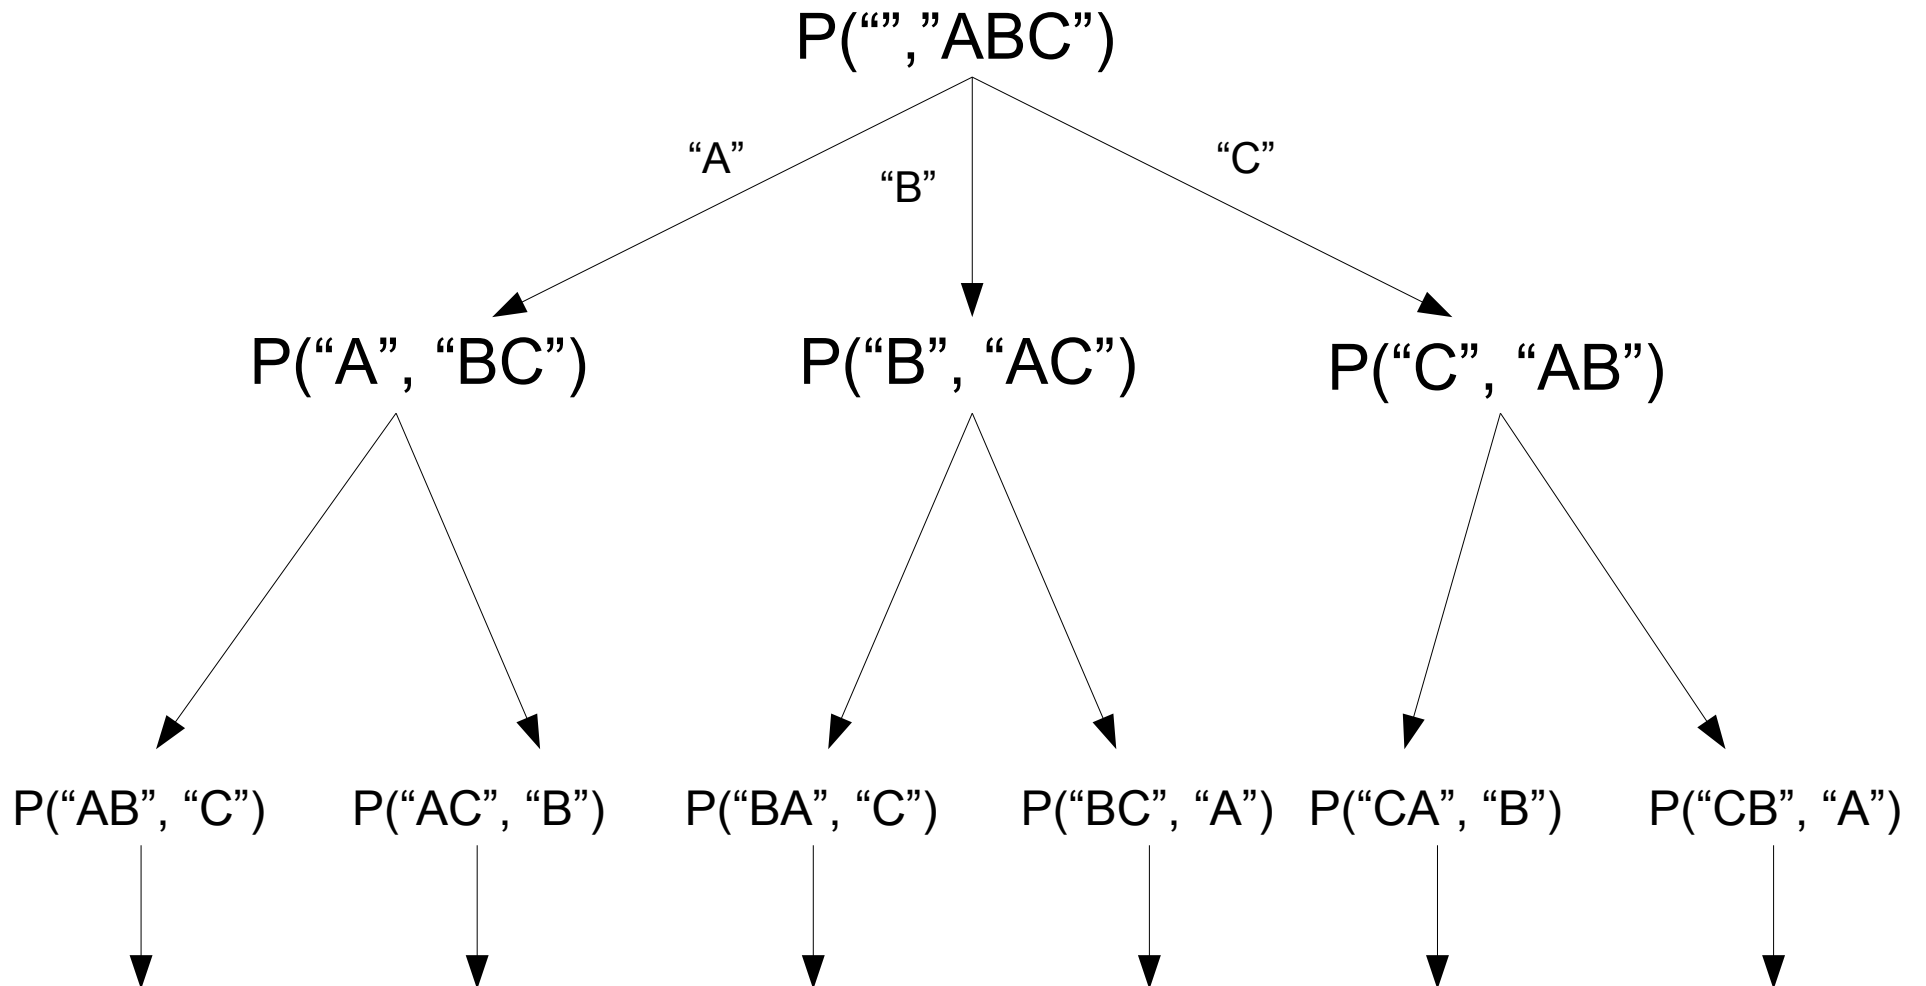 P(“”,”ABC”)
“A”
“B”
“C”
P(“A”, “BC”)
P(“B”, “AC”)
P(“C”, “AB”)
P(“AB”, “C”)
P(“AC”, “B”)
P(“BA”, “C”)
P(“BC”, “A”)
P(“CA”, “B”)
P(“CB”, “A”)